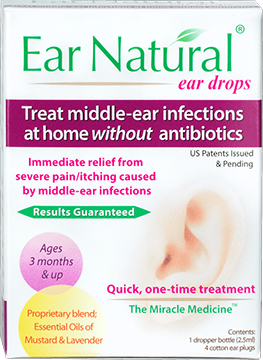 Ear Natural®
ear drops
Treat middle-ear infections
at home without antibiotics
US Patents Issued
& Pending
Immediate relief from
severe pain/itching caused
by middle-ear infections
Results Guaranteed
Ages
3 months
& up
Quick, one-time treatment
The Miracle Medicine™
Proprietary blend;
Essential Oils of
Mustard & Lavender
Contents:
1 dropper bottle (2.5ml)
4 cotton ear plugs